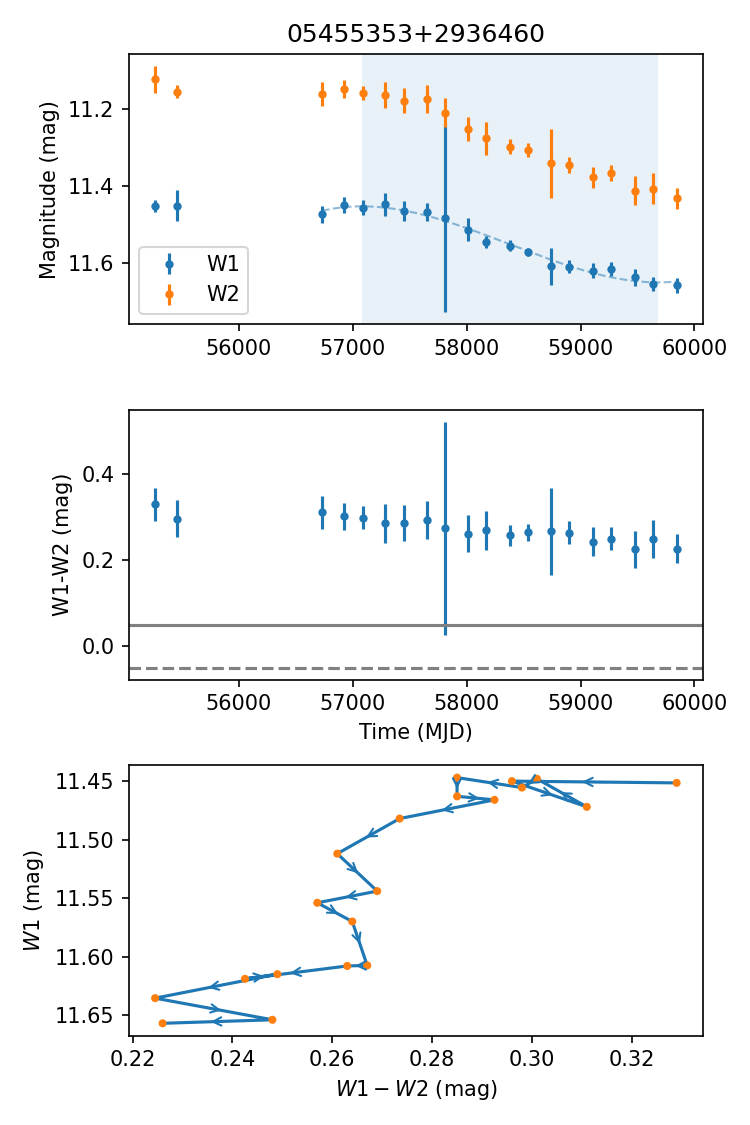 05455353+2936460
Magnitude (mag)
11.2
11.4
11.6
W1
W2
56000 57000 58000 59000 60000
W1-W2 (mag)
0.4
0.2
0.0
56000 57000 58000 59000 60000
Time (MJD)
W1 (mag)
11.45
11.50
11.55
11.60
11.65
0.22 0.24 0.26 0.28 0.30 0.32
W1 − W2 (mag)